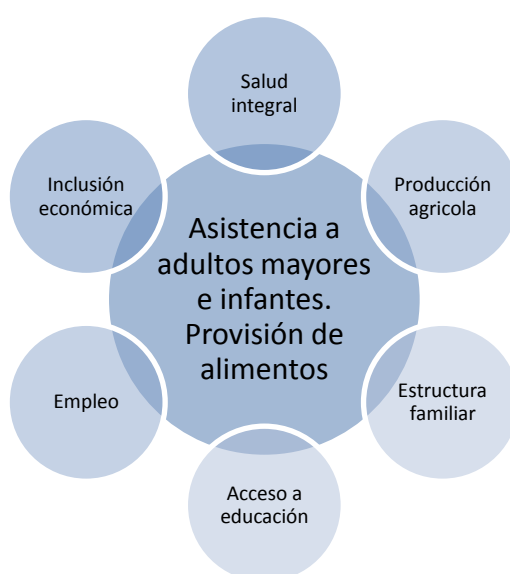 Salud
integral
Producción
agricola
Estructura
familiar
Acceso a
educación
Empleo
Inclusión
económica
Asistencia a
adultos mayores
e infantes.
Provisión de
alimentos